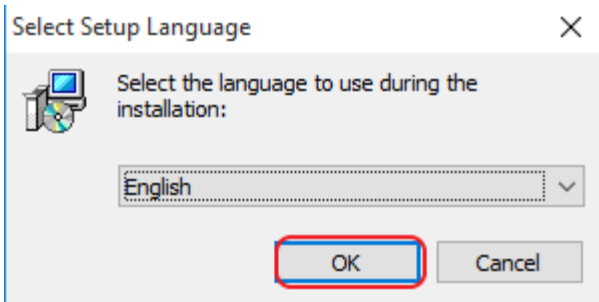 Select Setup Language
Select the language to use during the
installation:
English
OK
Cancel